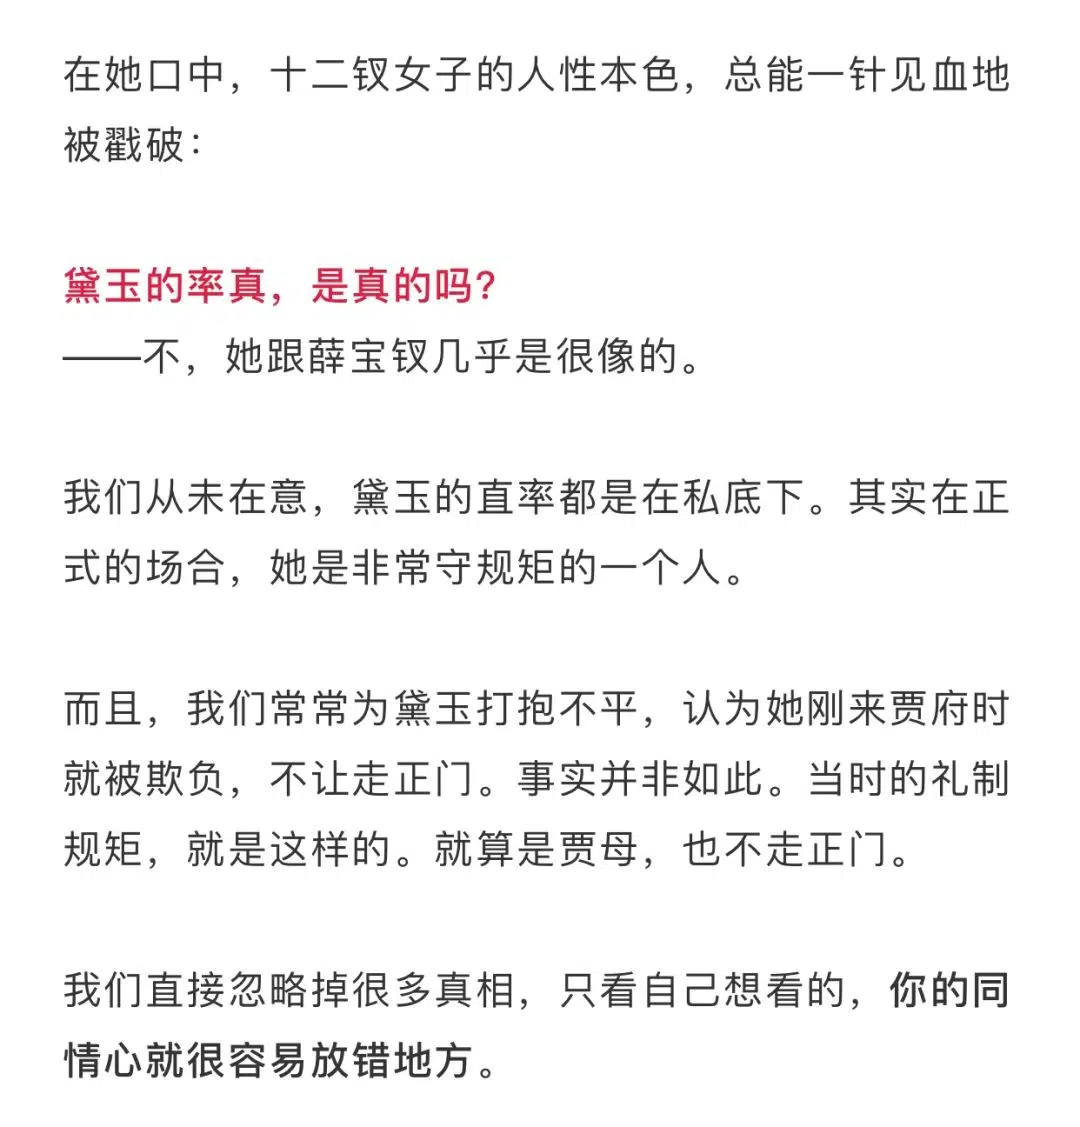 在她口中，十二钗女子的人性本色，总能一针见血地
被戳破：
黛玉的率真，是真的吗？
——不，她跟薛宝钗几乎是很像的。
我们从未在意，黛玉的直率都是在私底下。其实在正
式的场合，她是非常守规矩的一个人。
而且，我们常常为黛玉打抱不平，认为她刚来贾府时
就被欺负，不让走正门。事实并非如此。当时的礼制
规矩，就是这样的。就算是贾母，也不走正门。
我们直接忽略掉很多真相，只看自己想看的，你的同
情心就很容易放错地方。